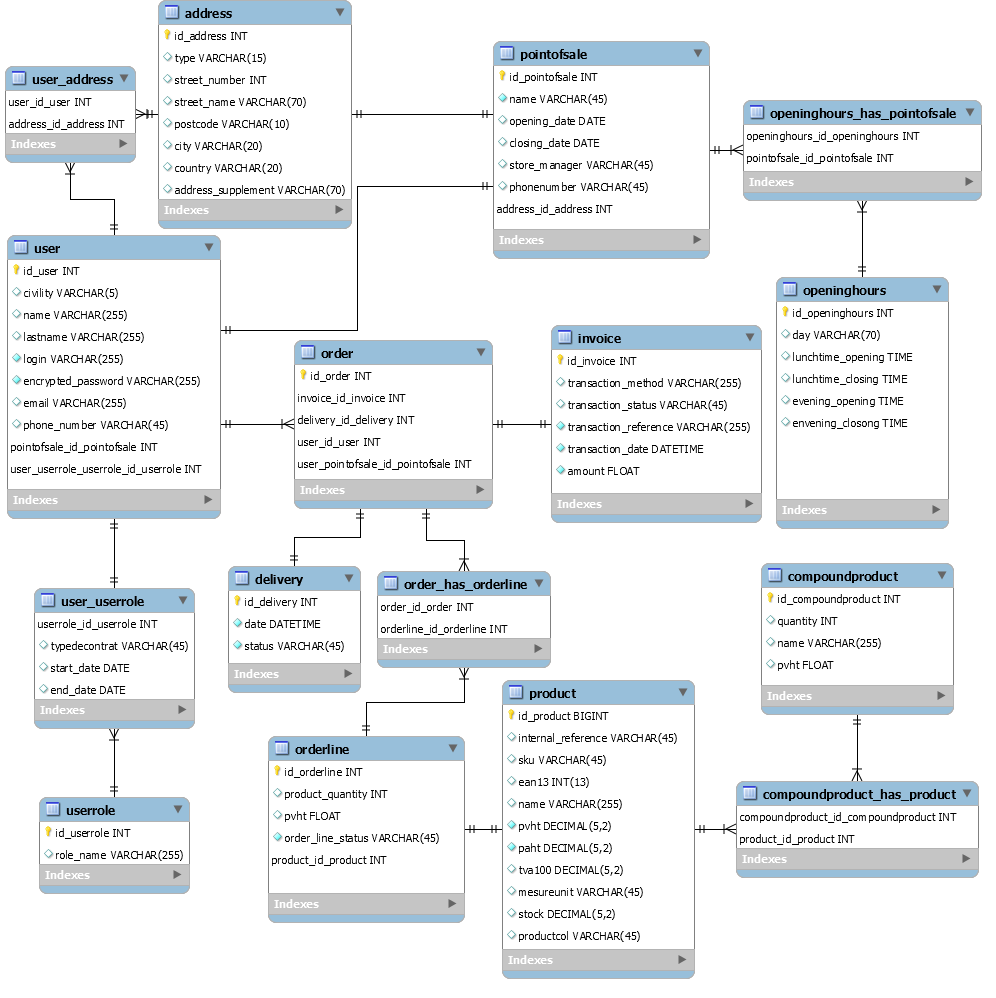 address
id_address INT
type VARCHAR(15)
street_number INT
street_name VARCHAR(70)
postcode VARCHAR(10)
city VARCHAR(20)
country VARCHAR(20)
address_supplement VARCHAR(70)
Indexes
user_address
user_id_user INT
address_id_address INT
Indexes
pointofsale
id_pointofsale INT
name VARCHAR(45)
opening_date DATE
closing_date DATE
store_manager VARCHAR(45)
phonenumber VARCHAR(45)
address_id_address INT
Indexes
openinghours_has_pointofsale
openinghours_id_openinghours INT
pointofsale_id_pointofsale INT
Indexes
user
id_user INT
civility VARCHAR(5)
name VARCHAR(255)
lastname VARCHAR(255)
login VARCHAR(255)
encrypted_password VARCHAR(255)
email VARCHAR(255)
phone_number VARCHAR(45)
pointofsale_id_pointofsale INT
user_userrole_userrole_id_userrole INT
Indexes
order
id_order INT
invoice_id_invoice INT
delivery_id_delivery INT
user_id_user INT
user_pointofsale_id_pointofsale INT
Indexes
invoice
id_invoice INT
transaction_method VARCHAR(255)
transaction_status VARCHAR(45)
transaction_reference VARCHAR(255)
transaction_date DATETIME
amount FLOAT
Indexes
openinghours
id_openinghours INT
day VARCHAR(70)
lunchtime_opening TIME
lunchtime_closing TIME
evening_opening TIME
envening_closong TIME
Indexes
user_userrole
userrole_id_userrole INT
typedecontrat VARCHAR(45)
start_date DATE
end_date DATE
Indexes
delivery
id_delivery INT
date DATETIME
status VARCHAR(45)
Indexes
order_has_orderline
order_id_order INT
orderline_id_orderline INT
Indexes
compoundproduct
id_compoundproduct INT
quantity INT
name VARCHAR(255)
pvht FLOAT
Indexes
userrole
id_userrole INT
role_name VARCHAR(255)
Indexes
orderline
id_orderline INT
product_quantity INT
pvht FLOAT
order_line_status VARCHAR(45)
product_id_product INT
Indexes
product
id_product BIGINT
internal_reference VARCHAR(45)
sku VARCHAR(45)
ean13 INT(13)
name VARCHAR(255)
pvht DECIMAL(5,2)
paht DECIMAL(5,2)
tva100 DECIMAL(5,2)
mesureunit VARCHAR(45)
stock DECIMAL(5,2)
productcol VARCHAR(45)
Indexes
compoundproduct_has_product
compoundproduct_id_compoundproduct INT
product_id_product INT
Indexes